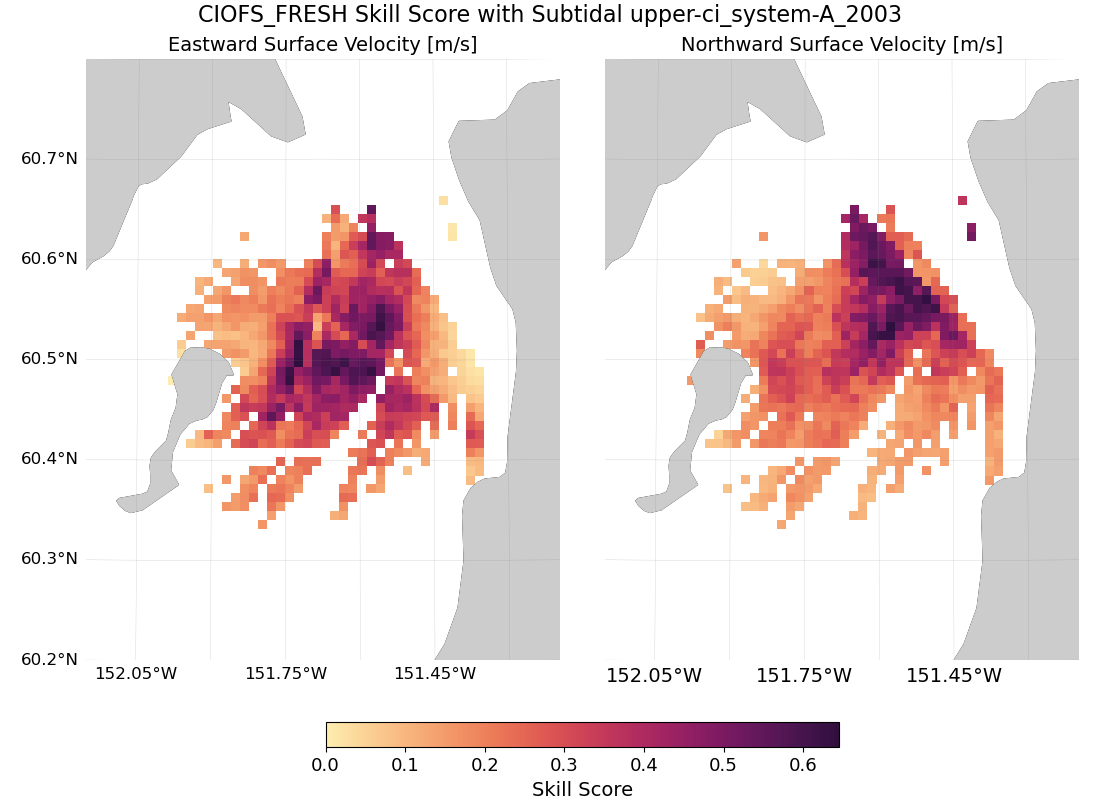 CIOFS_FRESH Skill Score with Subtidal upper-ci_system-A_2003
Eastward Surface Velocity [m/s]
Northward Surface Velocity [m/s]
60.7°N
60.6°N
60.5°N
60.4°N
60.3°N
60.2°N
152.05°W 151.75°W 151.45°W
152.05°W 151.75°W 151.45°W
0.0 0.1 0.2 0.3 0.4 0.5 0.6
Skill Score